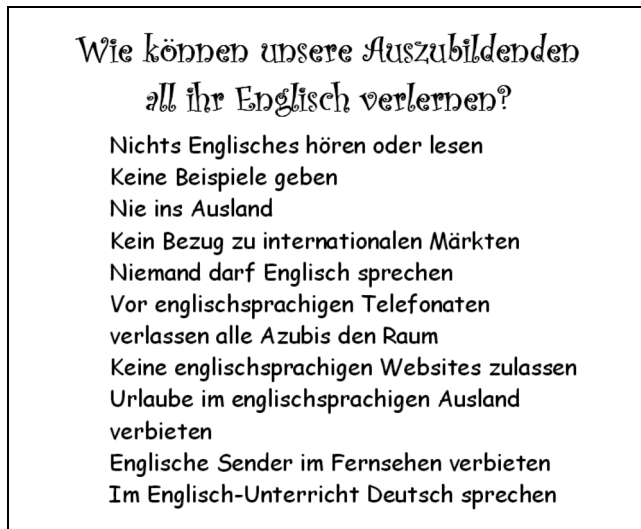 Wie können unsere Auszubildenden
all ihr Englisch verlernen?
Nichts Englisches hören oder lesen
Keine Beispiele geben
Nie ins Ausland
Kein Bezug zu internationalen Märkten
Niemand darf Englisch sprechen
Vor englischsprachigen Telefonaten
verlassen alle Azubis den Raum
Keine englischsprachigen Websites zulassen
Urlaube im englischsprachigen Ausland
verbieten
Englische Sender im Fernsehen verbieten
Im Englisch-Unterricht Deutsch sprechen